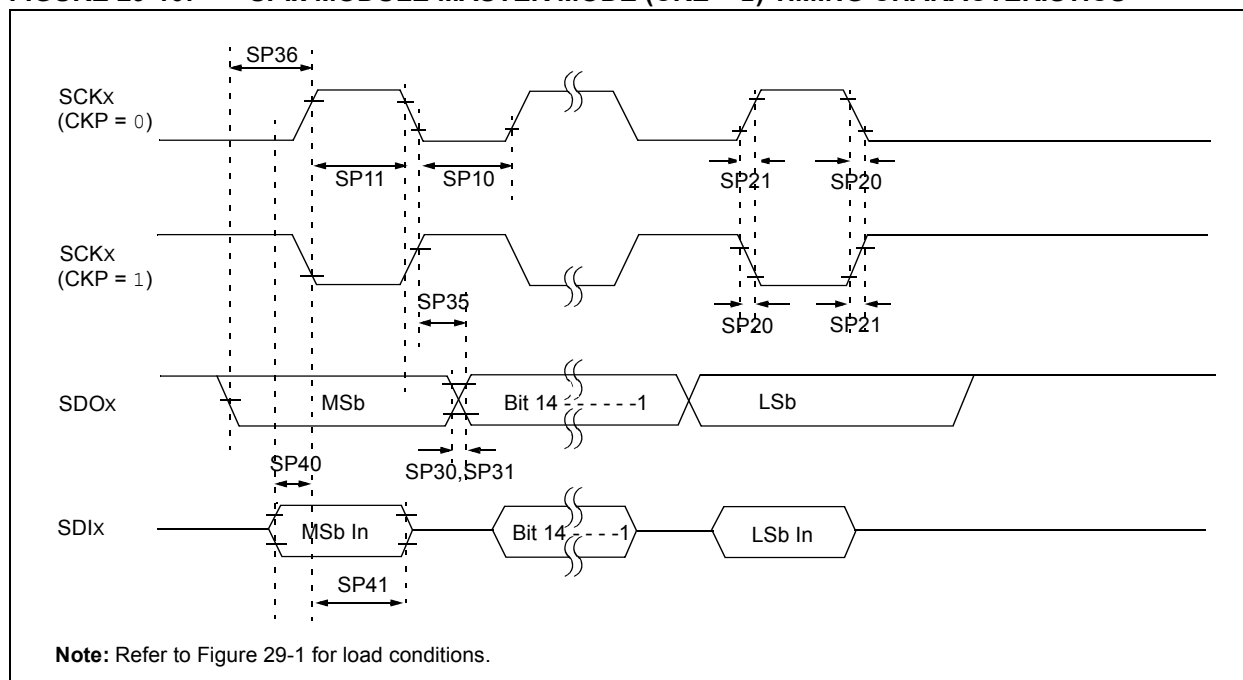 SP36
SCKx
(CKP = 0)
SP11
SP10
SP21
SP20
SCKx
(CKP = 1)
SP35
SP20
SP21
SDOx
MSb
Bit 14 - - - - - -1
LSb
SP40
SP30,SP31
SDIx
MSb In
Bit 14 - - - -1
LSb In
SP41
Note: Refer to Figure 29-1 for load conditions.